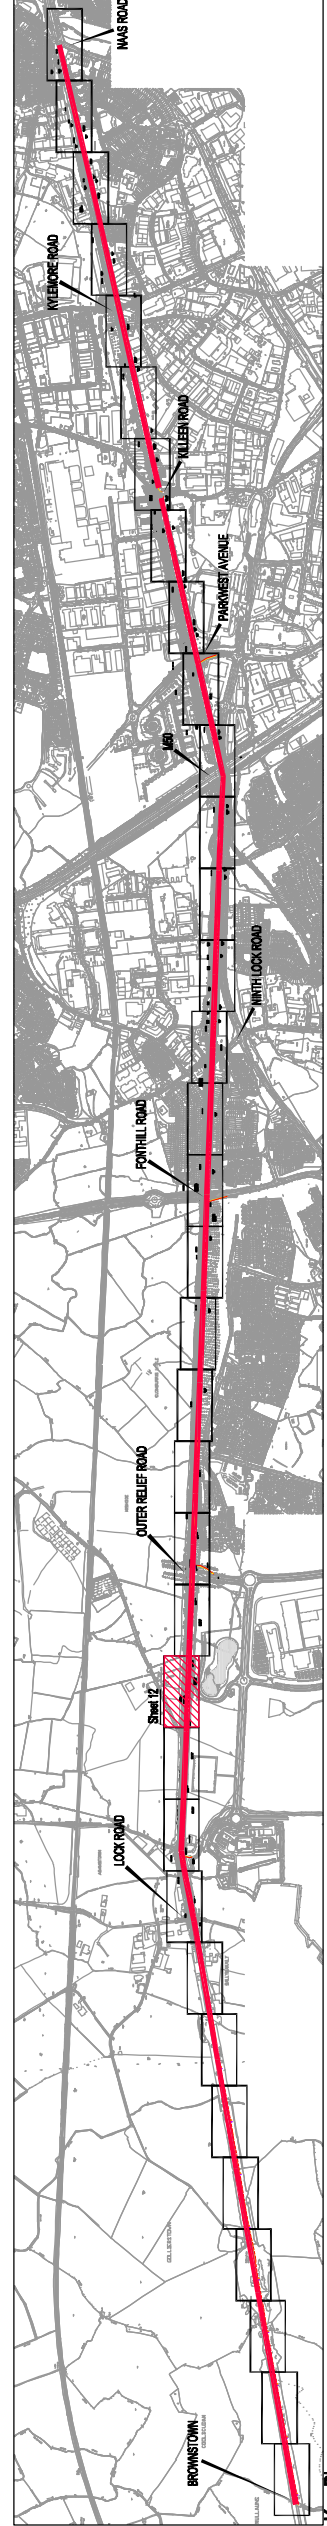 NAAS ROAD
KYLEMORE ROAD
KILLEEN ROAD
PARKWEST AVENUE
M50
NINTH LOCK ROAD
FONTHILL ROAD
OUTER RELIEF ROAD
Sheet 12
LOCK ROAD
BROWNSTOWN